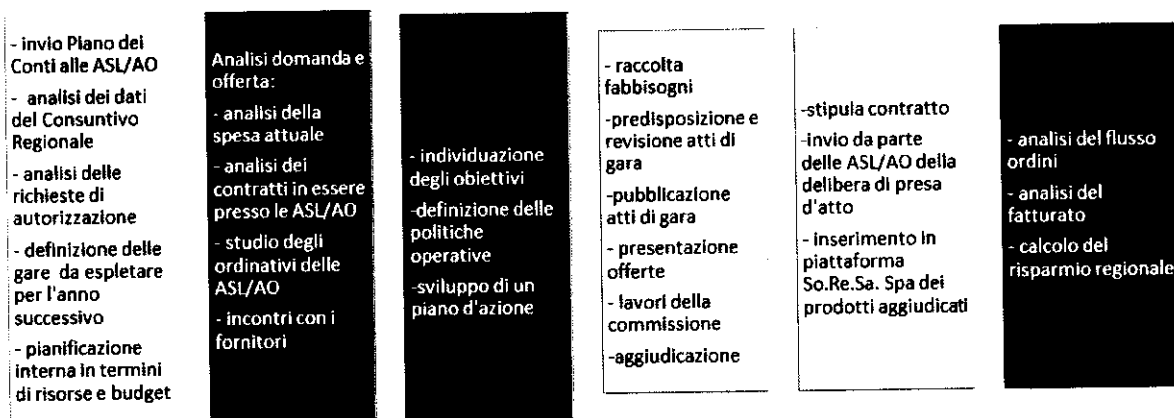 - invio Piano dei
Conti alle ASL/AO
- analisi dei dati
del Consuntivo
Regionale
- analisi delle
richieste di
autorizzazione
- definizione delle
gare da espletare
per l'anno
successivo
- pianificazione
interna in termini
di risorse e budget
Analisi domanda e
offerta:
- analisi della
spesa attuale
- analisi dei
contratti in essere
presso le ASL/AO
- studio degli
ordinativi delle
ASL/AO
- incontri con i
fornitori
- individuazione
degli obiettivi
-definizione delle
politiche
operative
-sviluppo di un
piano d'azione
- raccolta
fabbisogni
-predisposizione e
revisione atti di
gara
-pubblicazione
atti di gara
- presentazione
offerte
- lavori della
commissione
-aggiudicazione
-stipula contratto
-invio da parte
delle ASL/AO della
delibera di presa
d'atto
- inserimento in
piattaforma
So.Re.Sa. Spa dei
prodotti aggiudicati
- analisi del flusso
ordini
- analisi del
fatturato
- calcolo del
risparmio regionale